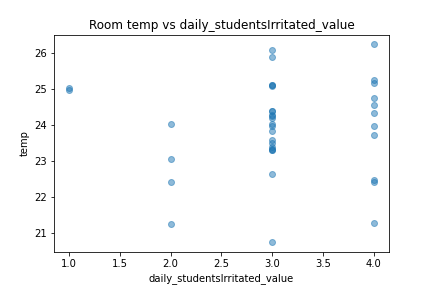 Room temp vs daily_studentsIrritated_value
26
25
24
23
22
21
temp
1.0 1.5 2.0 2.5 3.0 3.5 4.0
daily_studentsIrritated_value